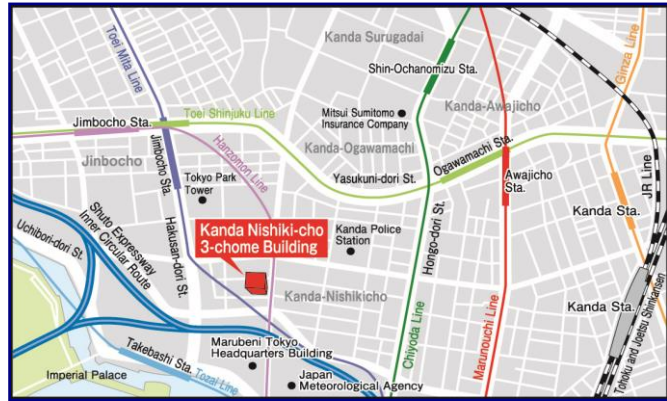 Kanda Surugadai
Toei Mita Line
Shin-Ochanomizu Sta.
Ginza Line
Mitsui Sumitomo
Insurance Company
Kanda-Awajicho
Jimbocho Sta.
Toei Shinjuku Line
Kanda-Ogawamachi
Ogawamachi Sta.
JR Line
Jinbocho
Jimbocho Sta.
Hanzomon Line
Tokyo Park
Tower
Yasukuni-dori St.
Awajicho
Sta.
Kanda Sta.
Uchibori-dori St.
Shuto Expressway
Inner Circular Route
Hakusan-dori St.
Kanda Nishiki-cho
3-chome Building
Kanda Police
Station
Hongo-dori St.
Kanda-Nishikicho
Kanda Sta.
Chiyoda Line
Marunouchi Line
Tohoku and Joetsu Shinkansen
Takebashi Sta.
Tozai Line
Marubeni Tokyo
Headquarters Building
Imperial Palace
Japan
Meteorological Agency